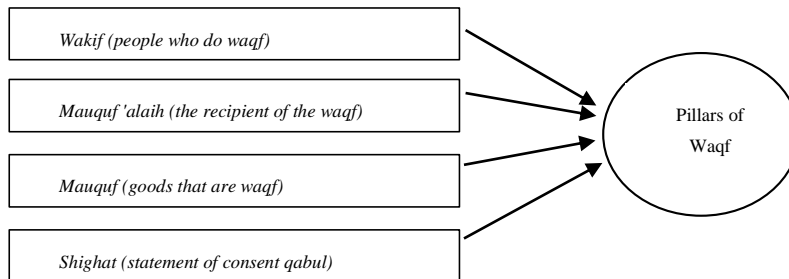 Wakif (people who do waqf)
Mauquf 'alaih (the recipient of the waqf)
Mauquf (goods that are waqf)
Shighat (statement of consent qabul)
Pillars of
Waqf